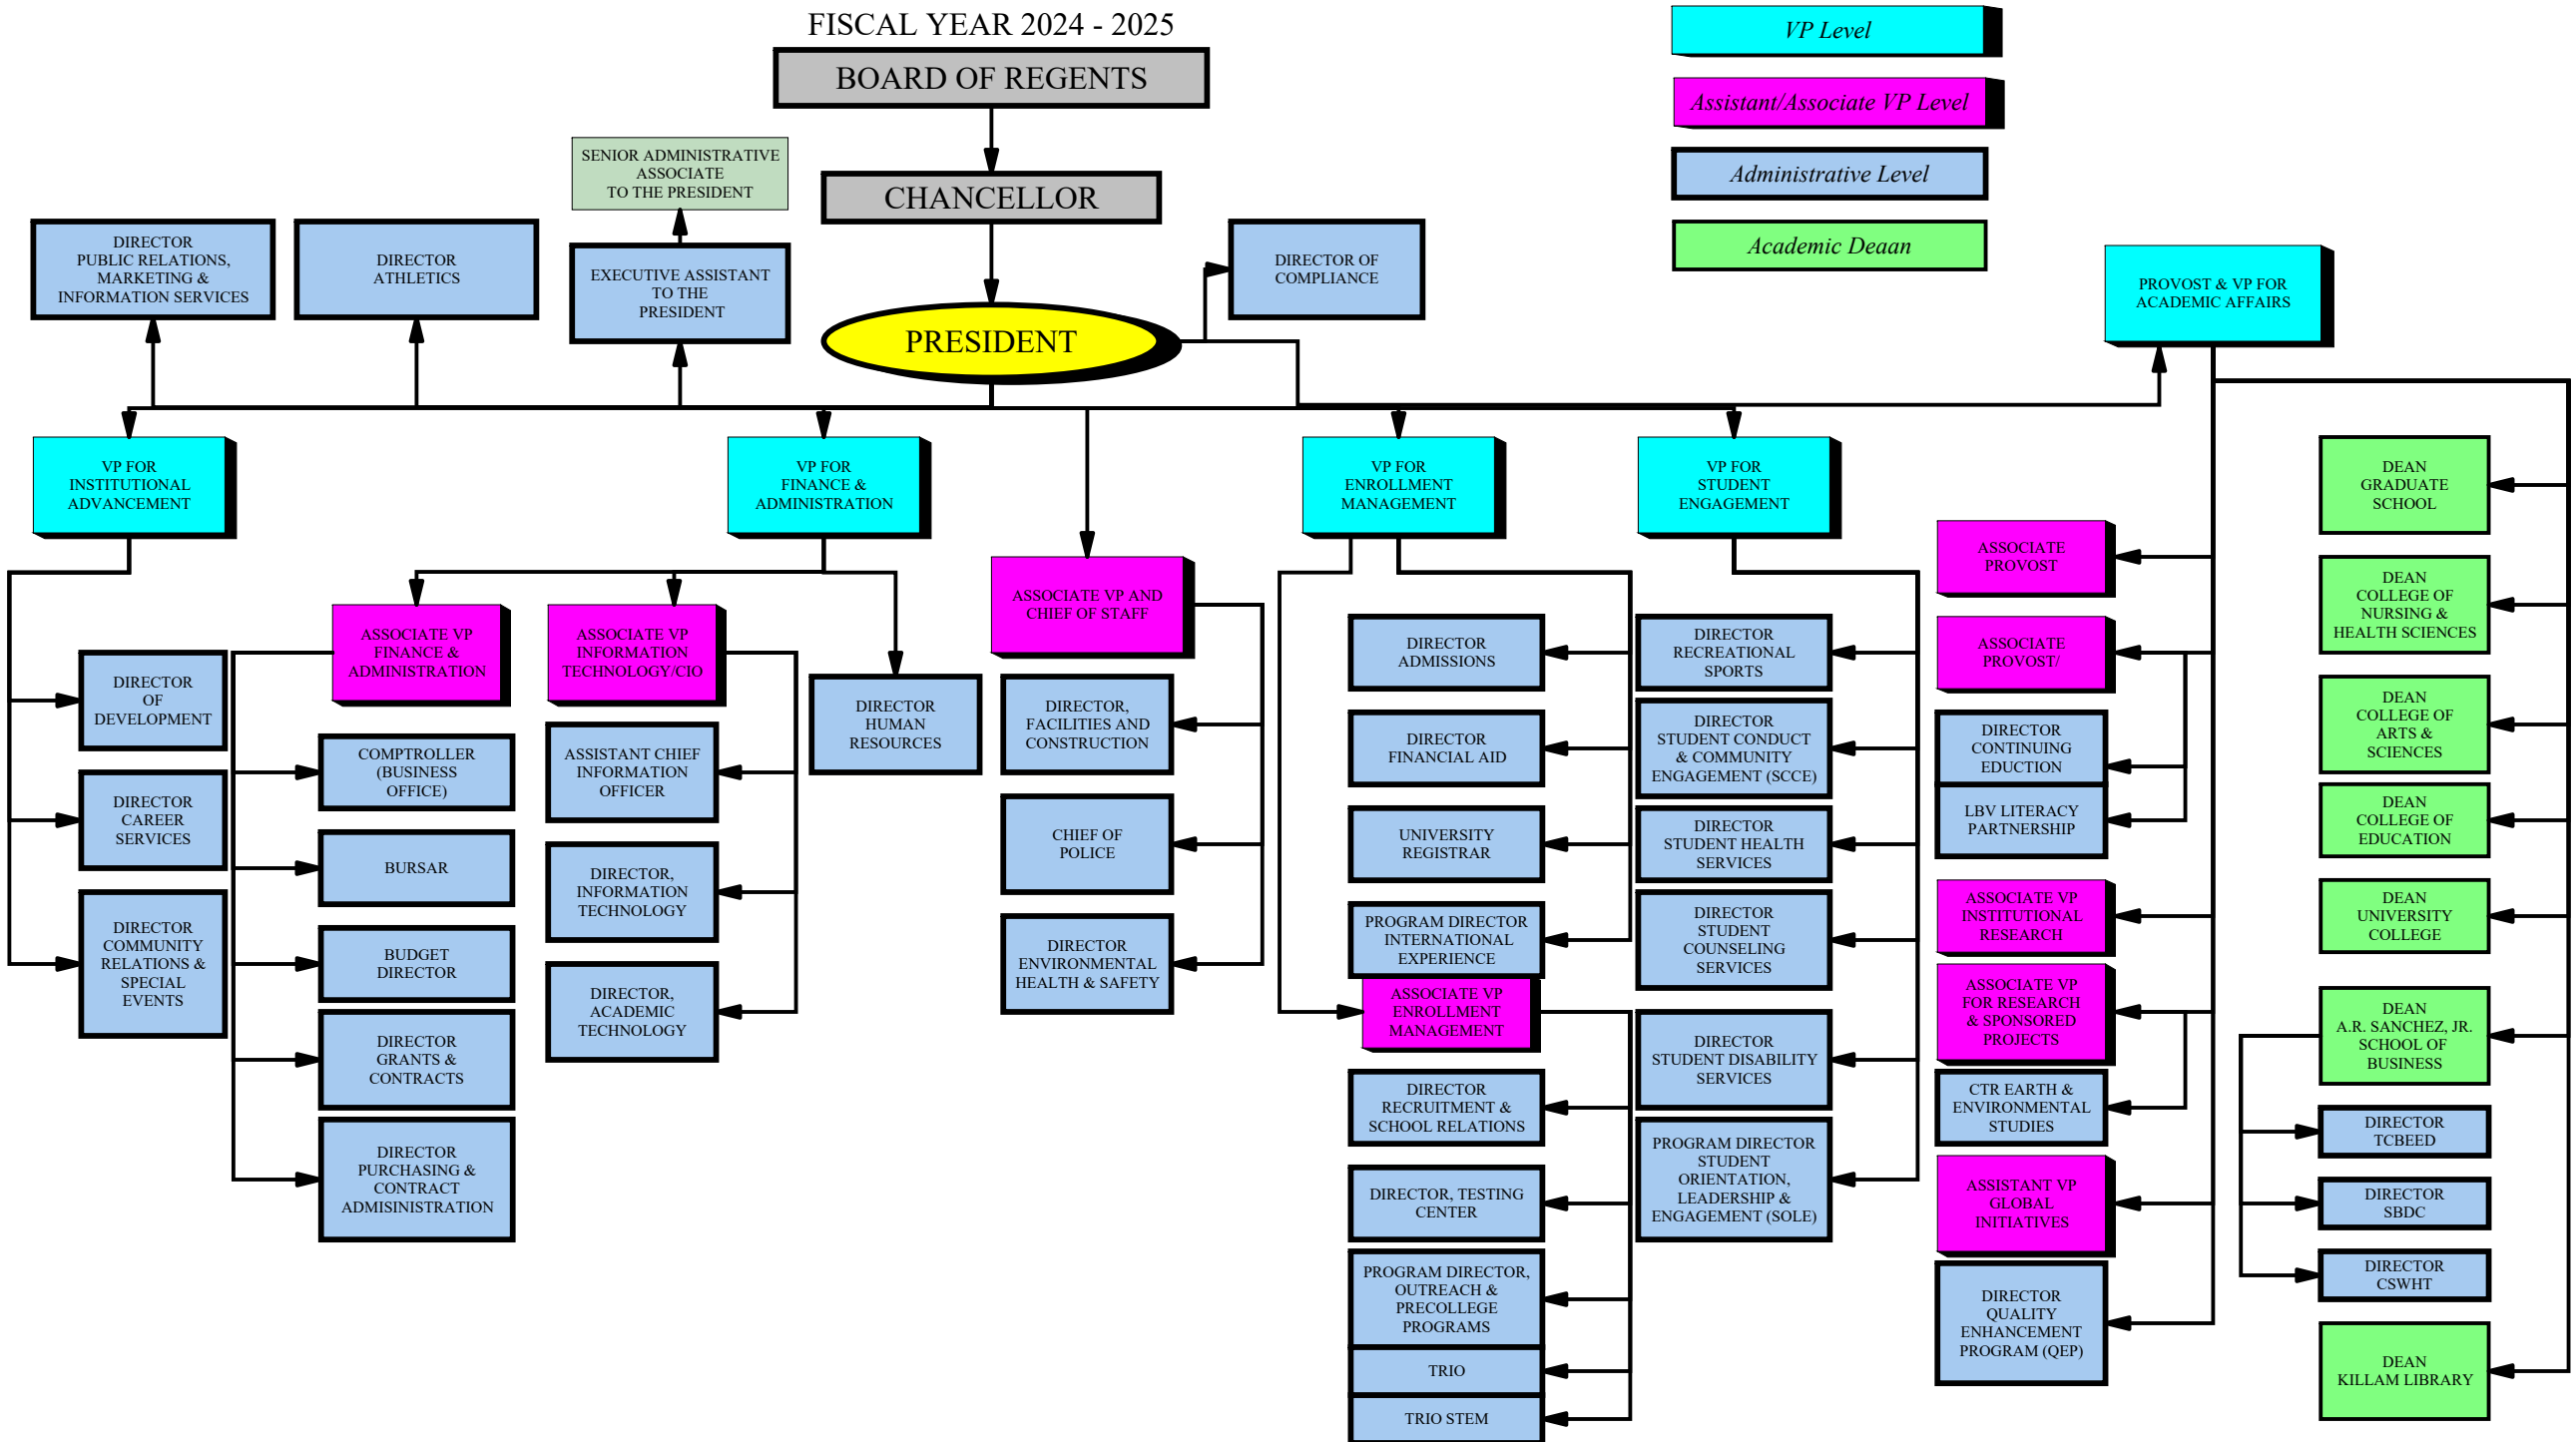 FISCAL YEAR 2024 - 2025
BOARD OF REGENTS
CHANCELLOR
PRESIDENT
VP Level
Assistant/Associate VP Level
Administrative Level
Academic Deaan
SENIOR ADMINISTRATIVE
ASSOCIATE
TO THE PRESIDENT
DIRECTOR
PUBLIC RELATIONS,
MARKETING &
INFORMATION SERVICES
DIRECTOR
ATHLETICS
EXECUTIVE ASSISTANT
TO THE
PRESIDENT
DIRECTOR OF
COMPLIANCE
PROVOST & VP FOR
ACADEMIC AFFAIRS
VP FOR
INSTITUTIONAL
ADVANCEMENT
VP FOR
FINANCE &
ADMINISTRATION
VP FOR
ENROLLMENT
MANAGEMENT
VP FOR
STUDENT
ENGAGEMENT
DIRECTOR
OF
DEVELOPMENT
DIRECTOR
CAREER
SERVICES
DIRECTOR
COMMUNITY
RELATIONS &
SPECIAL
EVENTS
ASSOCIATE VP
FINANCE &
ADMINISTRATION
COMPTROLLER
(BUSINESS
OFFICE)
BURSAR
BUDGET
DIRECTOR
DIRECTOR
GRANTS &
CONTRACTS
DIRECTOR
PURCHASING &
CONTRACT
ADMISINISTRATION
ASSOCIATE VP
INFORMATION
TECHNOLOGY/CIO
ASSISTANT CHIEF
INFORMATION
OFFICER
DIRECTOR,
INFORMATION
TECHNOLOGY
DIRECTOR,
ACADEMIC
TECHNOLOGY
DIRECTOR
HUMAN
RESOURCES
ASSOCIATE VP AND
CHIEF OF STAFF
DIRECTOR,
FACILITIES AND
CONSTRUCTION
CHIEF OF
POLICE
DIRECTOR
ENVIRONMENTAL
HEALTH & SAFETY
DIRECTOR
ADMISSIONS
DIRECTOR
FINANCIAL AID
UNIVERSITY
REGISTRAR
PROGRAM DIRECTOR
INTERNATIONAL
EXPERIENCE
ASSOCIATE VP
ENROLLMENT
MANAGEMENT
DIRECTOR
RECRUITMENT &
SCHOOL RELATIONS
DIRECTOR, TESTING
CENTER
PROGRAM DIRECTOR,
OUTREACH &
PRECOLLEGE
PROGRAMS
TRIO
TRIO STEM
DIRECTOR
RECREATIONAL
SPORTS
DIRECTOR
STUDENT CONDUCT
& COMMUNITY
ENGAGEMENT (SCCE)
DIRECTOR
STUDENT HEALTH
SERVICES
DIRECTOR
STUDENT
COUNSELING
SERVICES
DIRECTOR
STUDENT DISABILITY
SERVICES
PROGRAM DIRECTOR
STUDENT
ORIENTATION,
LEADERSHIP &
ENGAGEMENT (SOLE)
ASSOCIATE
PROVOST
ASSOCIATE
PROVOST/
DIRECTOR
CONTINUING
EDUCTION
LBV LITERACY
PARTNERSHIP
ASSOCIATE VP
INSTITUTIONAL
RESEARCH
ASSOCIATE VP
FOR RESEARCH
& SPONSORED
PROJECTS
CTR EARTH &
ENVIRONMENTAL
STUDIES
ASSISTANT VP
GLOBAL
INITIATIVES
DIRECTOR
QUALITY
ENHANCEMENT
PROGRAM (QEP)
DEAN
GRADUATE
SCHOOL
DEAN
COLLEGE OF
NURSING &
HEALTH SCIENCES
DEAN
COLLEGE OF
ARTS &
SCIENCES
DEAN
COLLEGE OF
EDUCATION
DEAN
UNIVERSITY
COLLEGE
DEAN
A.R. SANCHEZ, JR.
SCHOOL OF
BUSINESS
DIRECTOR
TCBEED
DIRECTOR
SBDC
DIRECTOR
CSWHT
DEAN
KILLAM LIBRARY